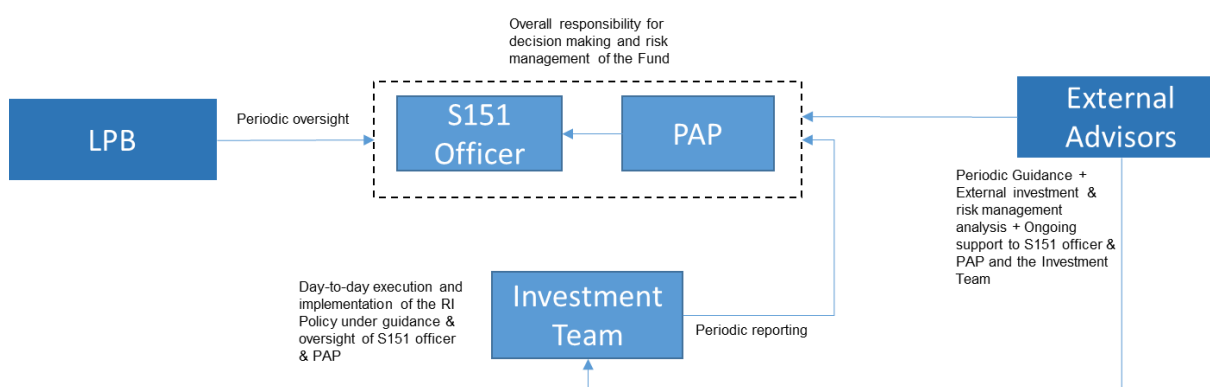 Overall responsibility for
decision making and risk
management of the Fund
LPB
Periodic oversight
S151
Officer
PAP
External
Advisors
Periodic Guidance +
External investment &
risk management
analysis + Ongoing
support to S151 officer &
PAP and the Investment
Team
Day-to-day execution and
implementation of the RI
Policy under guidance &
oversight of S151 officer
& PAP
Investment
Team
Periodic reporting